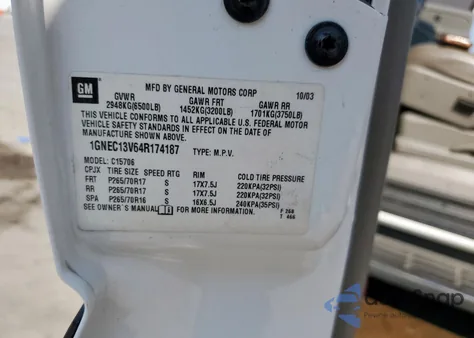 GM
MFD BY GENERAL MOTORS CORP 10/03
GVWR GAWR FRT GAWR RR
2948KG(6500LB) 1452KG(3200LB) 1701KG(3750LB)
THIS VEHICLE CONFORMS TO ALL APPLICABLE U.S. FEDERAL MOTOR
VEHICLE SAFETY STANDARDS IN EFFECT ON THE DATE OF
MANUFACTURE SHOWN ABOVE.
1GNEC13V64R174187 TYPE: M.P.V.
MODEL: C15706
CPJX TIRE SIZE SPEED RTG RIM COLD TIRE PRESSURE
FRT P265/70R17 S 17X7.5J 220KPA(32PSI)
RR P265/70R17 S 17X7.5J 220KPA(32PSI)
SPA P265/70R16 S 16X6.5J 240KPA(35PSI)
SEE OWNER'S MANUAL FOR MORE INFORMATION. F 268
T A66